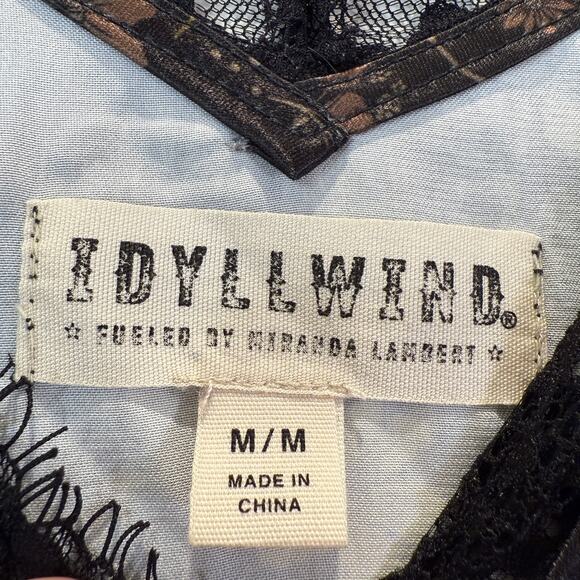 IDYLLWIND®
☆ FUELED BY MIRANDA LAMBERT ☆
M/M
MADE IN
CHINA